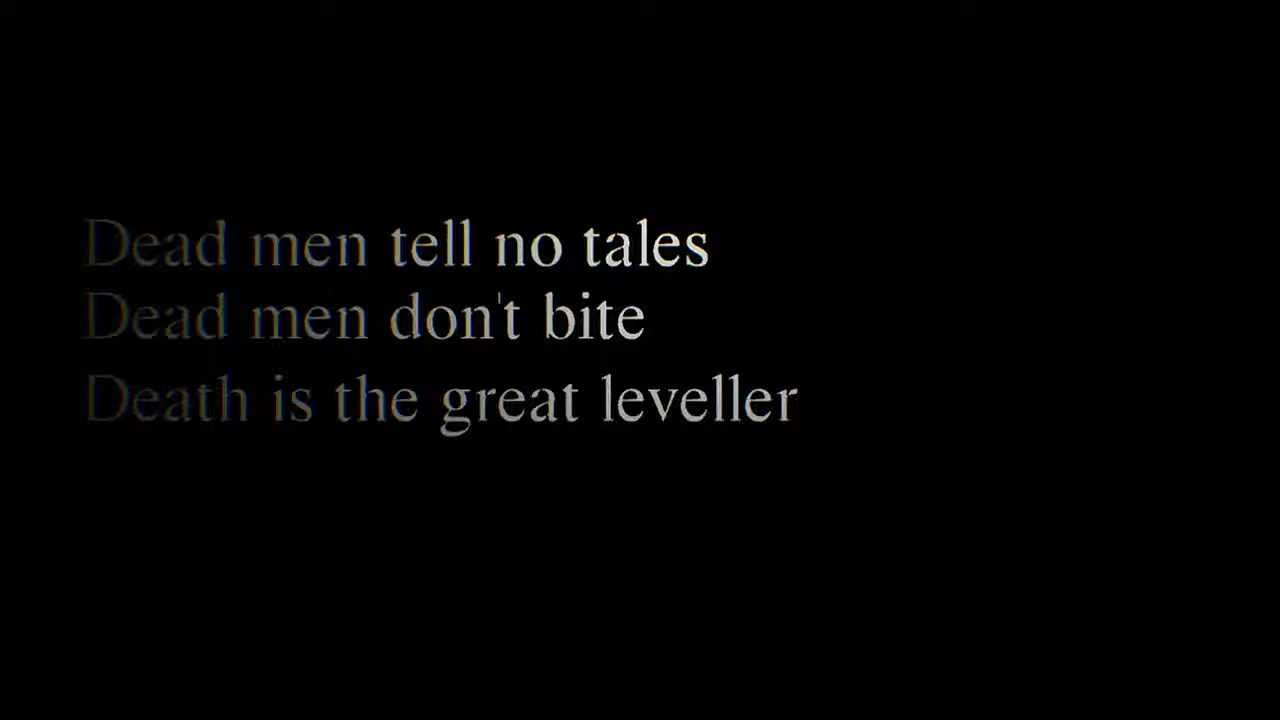 Dead men tell no tales
Dead men don't bite
Death is the great leveller